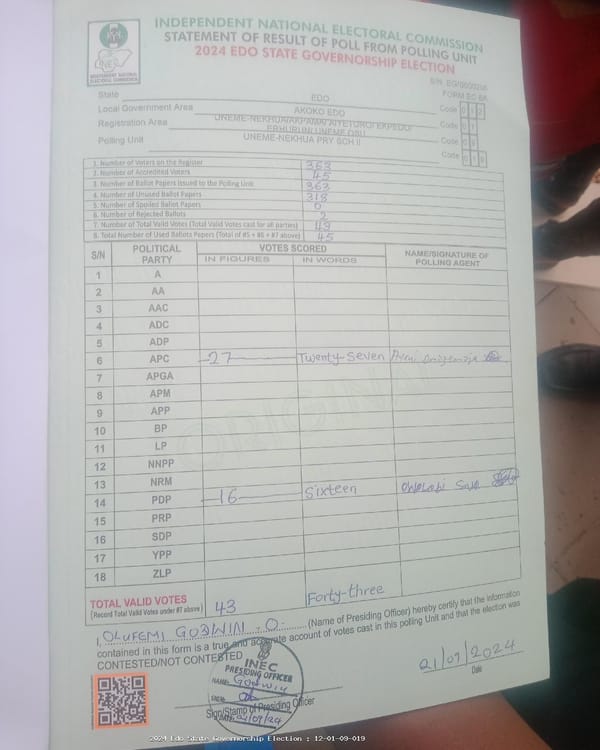 INDEPENDENT NATIONAL ELECTORAL COMMISSION
STATEMENT OF RESULT OF POLL FROM POLLING UNIT
2024 EDO STATE GOVERNORSHIP ELECTION
INEC
INDEPENDENT NATIONAL ELECTORAL COMMISSION
FORM EC 8A
State EDO Code 1 2
Local Government Area AKOKO EDO Code 0 1
Registration Area UNEME-NEKHUA/AKPAMA/AIYETORO/EKPEDO/ERHURUN/UNEME OSU Code 0 9
Polling Unit UNEME-NEKHUA PRY SCH II Code 0 1 9
1. Number of Voters on the Register 363
2. Number of Accredited Voters 45
3. Number of Ballot Papers Issued to the Polling Unit 363
4. Number of Unused Ballot Papers 318
5. Number of Spoiled Ballot Papers 0
6. Number of Rejected Ballots 2
7. Number of Total Valid Votes (Total Valid Votes cast for all parties) 43
8. Total Number of Used Ballots Papers (Total of #5 + #6 + #7 above) 45
S/N POLITICAL PARTY VOTES SCORED NAME/SIGNATURE OF POLLING AGENT
IN FIGURES IN WORDS
1 A
2 AA
3 AAC
4 ADC
5 ADP
6 APC 27 Twenty-Seven
7 APGA
8 APM
9 APP
10 BP
11 LP
12 NNPP
13 NRM
14 PDP 16 Sixteen
15 PRP
16 SDP
17 YPP
18 ZLP
ORIGINAL
TOTAL VALID VOTES 43 Forty-three
(Record Total Valid Votes under #7 above)
I, OLUFEMI GODWIN .O. (Name of Presiding Officer) hereby certify that the information
contained in this form is a true and accurate account of votes cast in this polling Unit and that the election was
CONTESTED/NOT CONTESTED
INEC
PRESIDING OFFICER
NAME: Godwin
SIGN:
DATE: 21/09/24
Sign/Stamp of Presiding Officer
21/09/2024
Date
2024 Edo State Governorship Election : 12-01-09-019